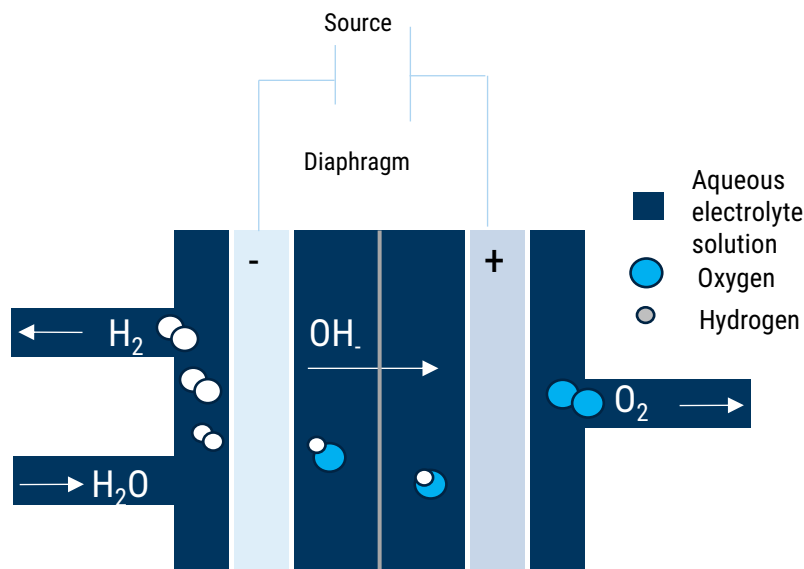 Source
Diaphragm
Aqueous
electrolyte
solution
Oxygen
Hydrogen
-
+
H₂
OH-
O₂
H₂O